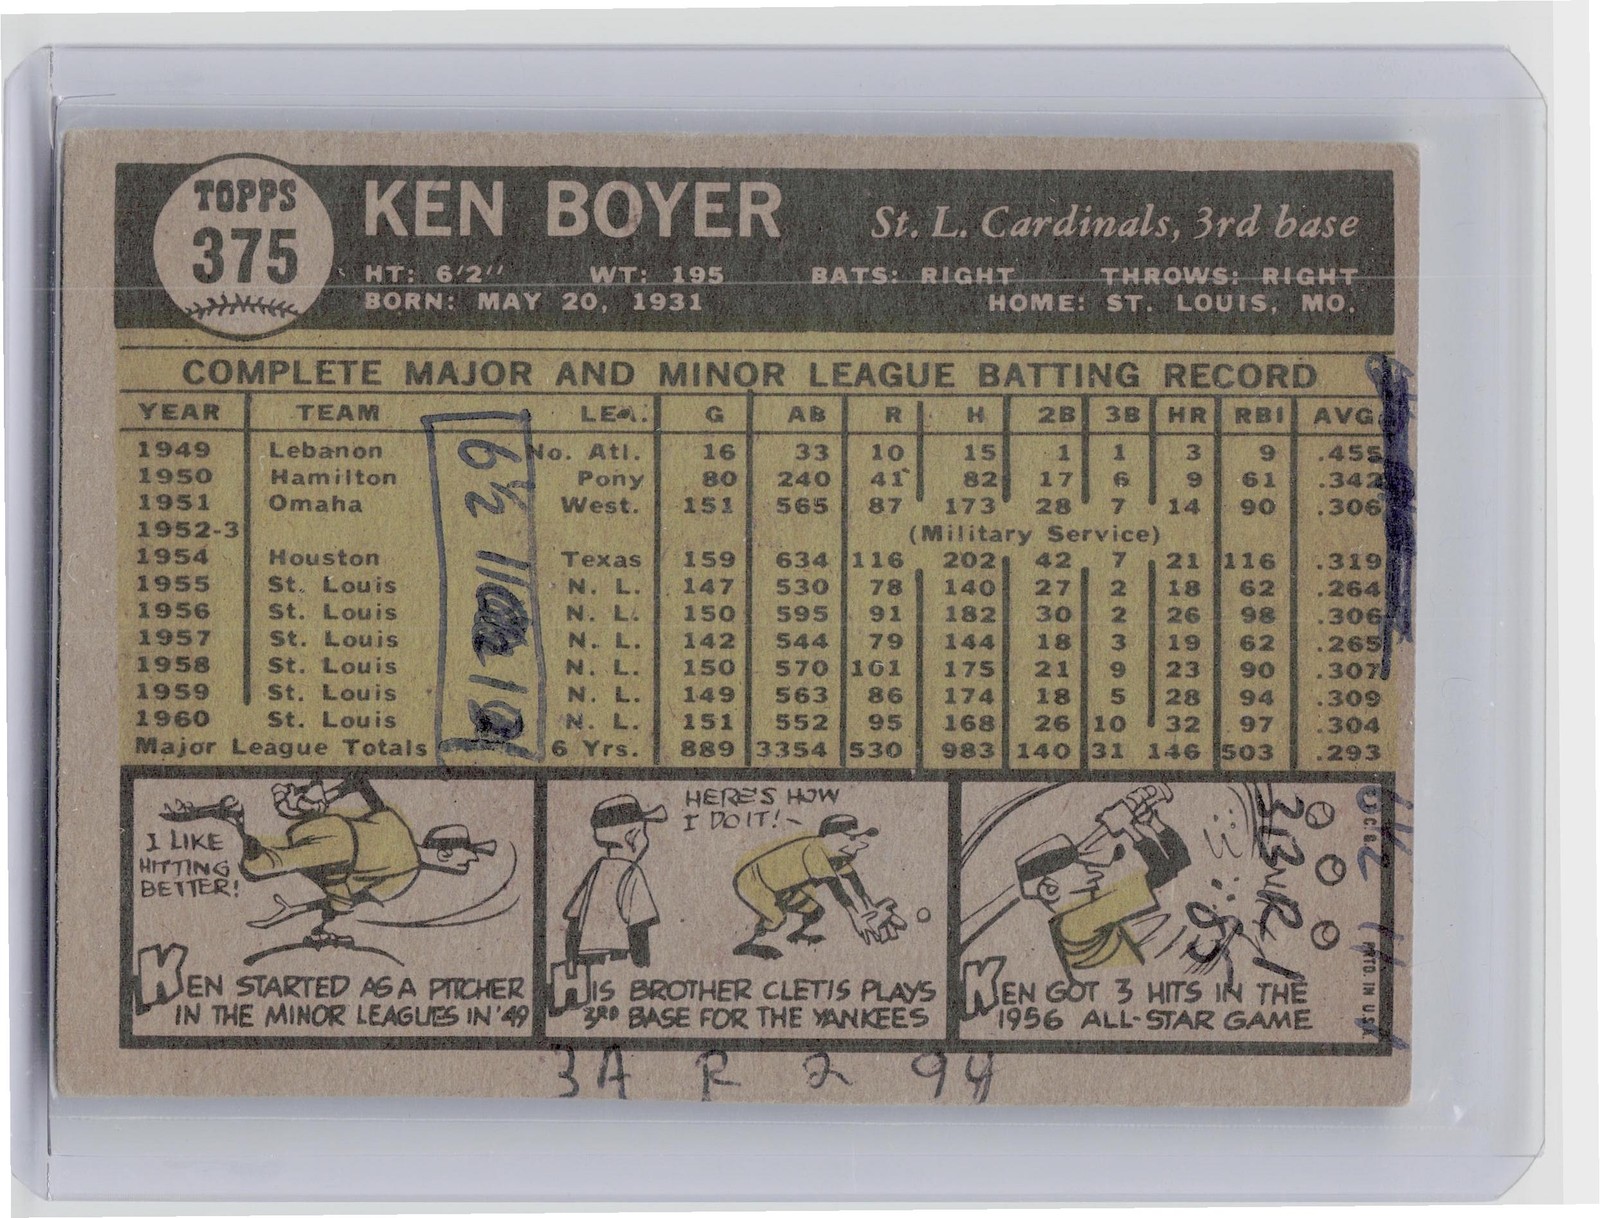 TOPPS
375
KEN BOYER
St. L. Cardinals, 3rd base
HT: 6'2" WT: 195 BATS: RIGHT THROWS: RIGHT
BORN: MAY 20, 1931 HOME: ST. LOUIS, MO.
COMPLETE MAJOR AND MINOR LEAGUE BATTING RECORD
YEAR TEAM LEA. G AB R H 2B 3B HR RBI AVG.
1949 Lebanon No. Atl. 16 33 10 15 1 1 3 9 .455
1950 Hamilton Pony 80 240 41 82 17 6 9 61 .342
1951 Omaha West. 151 565 87 173 28 7 14 90 .306
1952-3 (Military Service)
1954 Houston Texas 159 634 116 202 42 7 21 116 .319
1955 St. Louis N. L. 147 530 78 140 27 2 18 62 .264
1956 St. Louis N. L. 150 595 91 182 30 2 26 98 .306
1957 St. Louis N. L. 142 544 79 144 18 3 19 62 .265
1958 St. Louis N. L. 150 570 101 175 21 9 23 90 .307
1959 St. Louis N. L. 149 563 86 174 18 5 28 94 .309
1960 St. Louis N. L. 151 552 95 168 26 10 32 97 .304
Major League Totals 6 Yrs. 889 3354 530 983 140 31 146 503 .293
6½
I LIKE
HITTING
BETTER!
KEN STARTED AS A PITCHER
IN THE MINOR LEAGUES IN '49
HERE'S HOW
I DO IT!
HIS BROTHER CLETIS PLAYS
3RD BASE FOR THE YANKEES
KEN GOT 3 HITS IN THE
1956 ALL-STAR GAME
6½
3A R 2 94